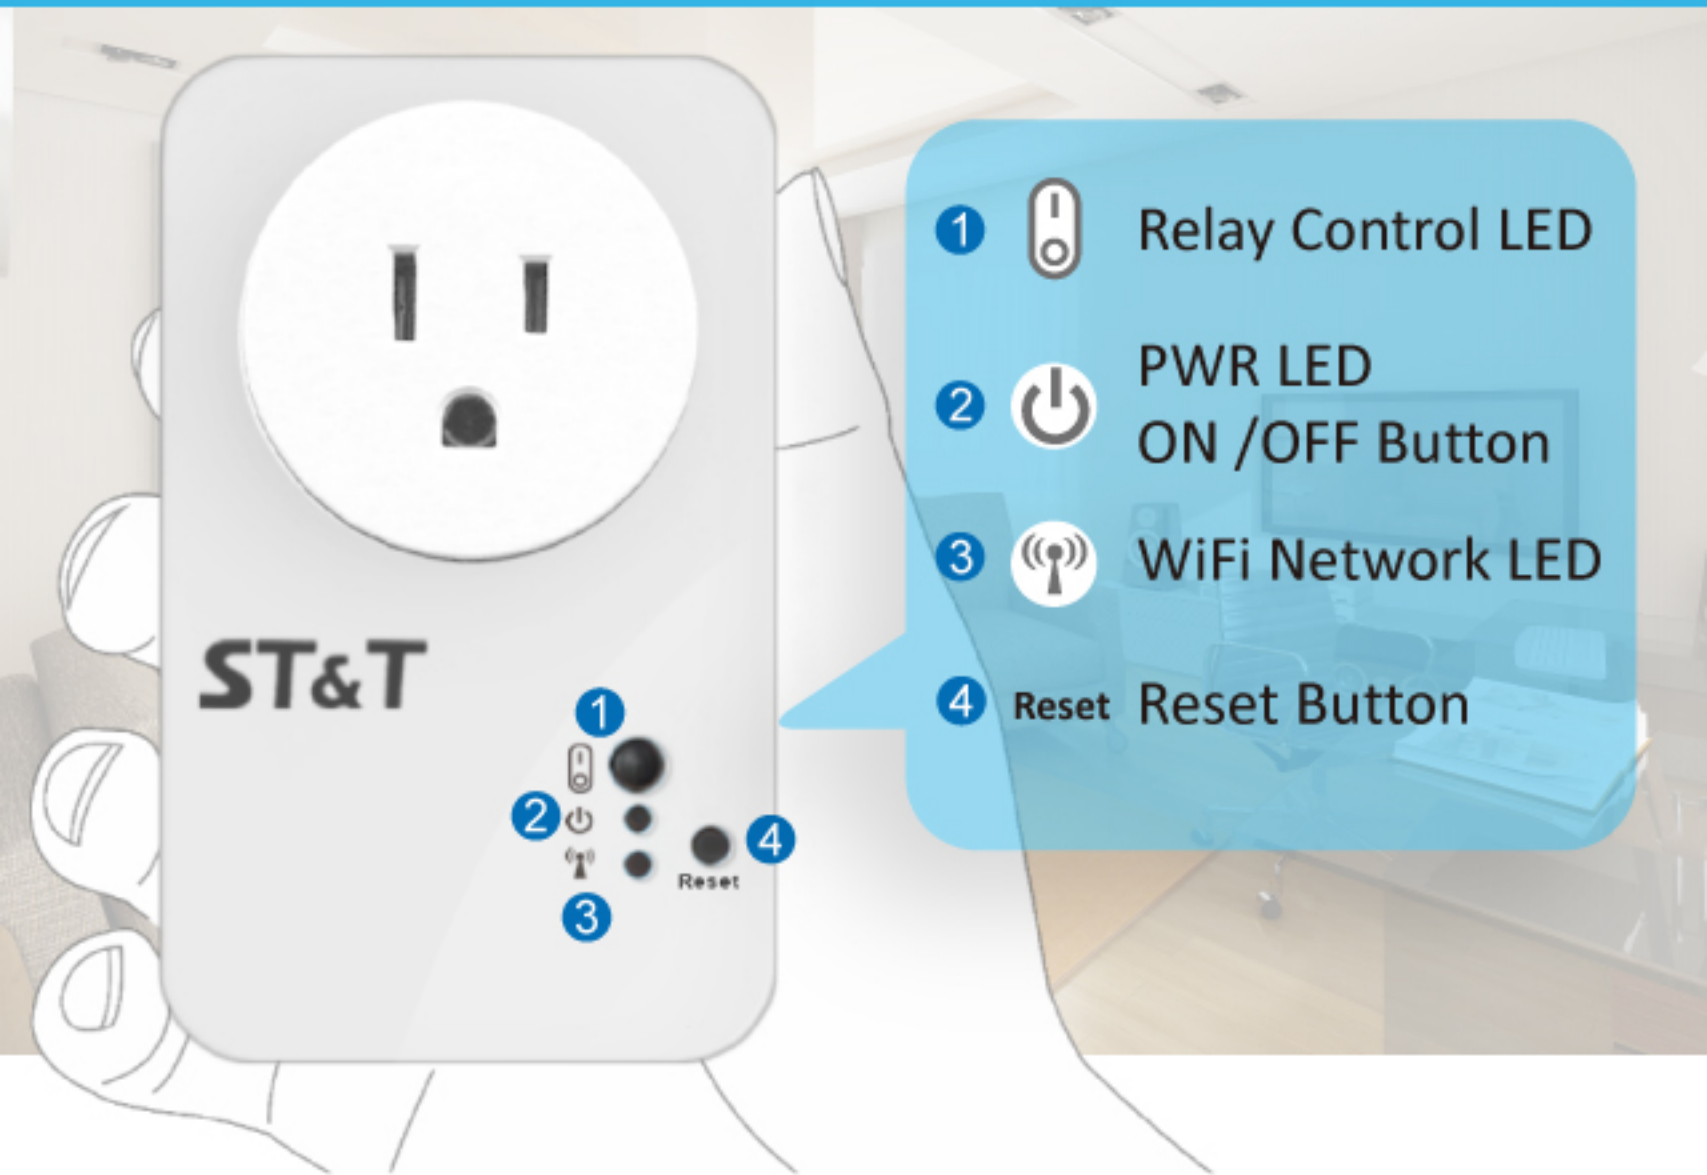 ST&T
1
2
3
4
Reset
1 Relay Control LED
2 PWR LED
ON /OFF Button
3 WiFi Network LED
4 Reset Reset Button